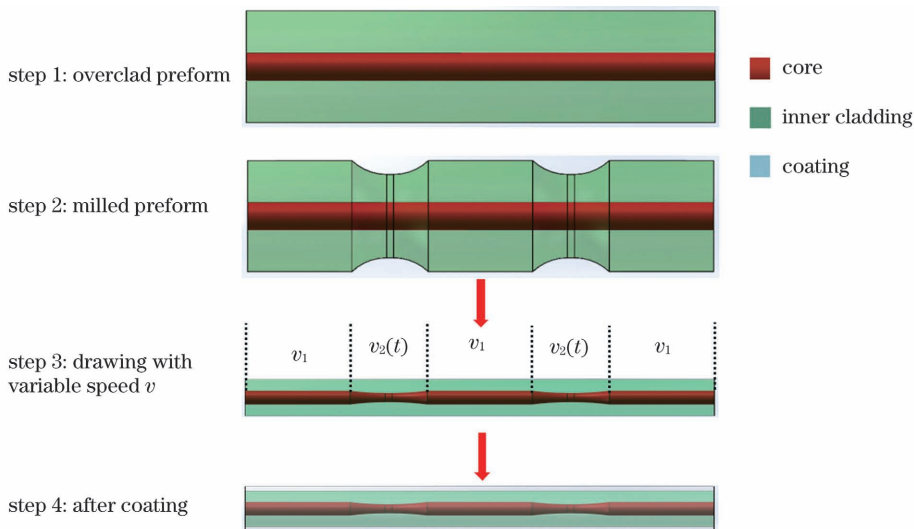 step 1: overclad preform
core
inner cladding
coating
step 2: milled preform
v₁ v₂(t) v₁ v₂(t) v₁
step 3: drawing with
variable speed v
step 4: after coating